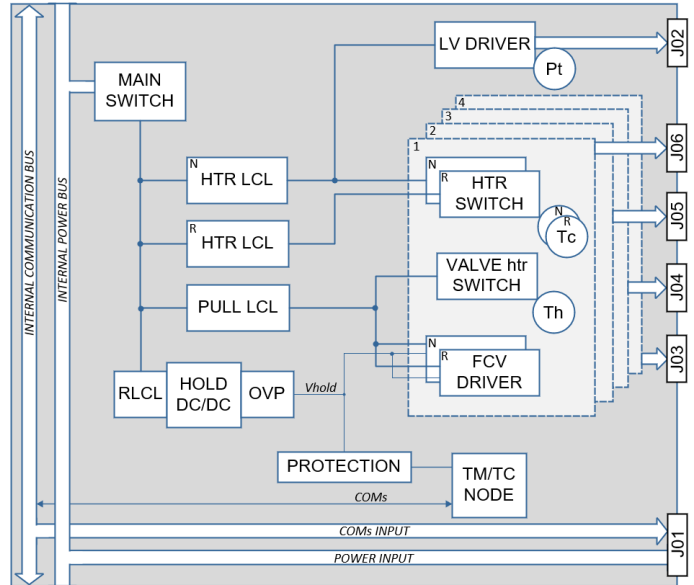 LV DRIVER
J02
Pt
MAIN
SWITCH
4
3
2
1
J06
N
HTR LCL
N
R
HTR
SWITCH
J05
N
R
Tc
R
HTR LCL
VALVE htr
SWITCH
J04
PULL LCL
Th
N
R
FCV
DRIVER
J03
RLCL
HOLD
DC/DC
OVP
Vhold
PROTECTION
TM/TC
NODE
COMs
COMs INPUT
POWER INPUT
J01
INTERNAL COMMUNICATION BUS
INTERNAL POWER BUS